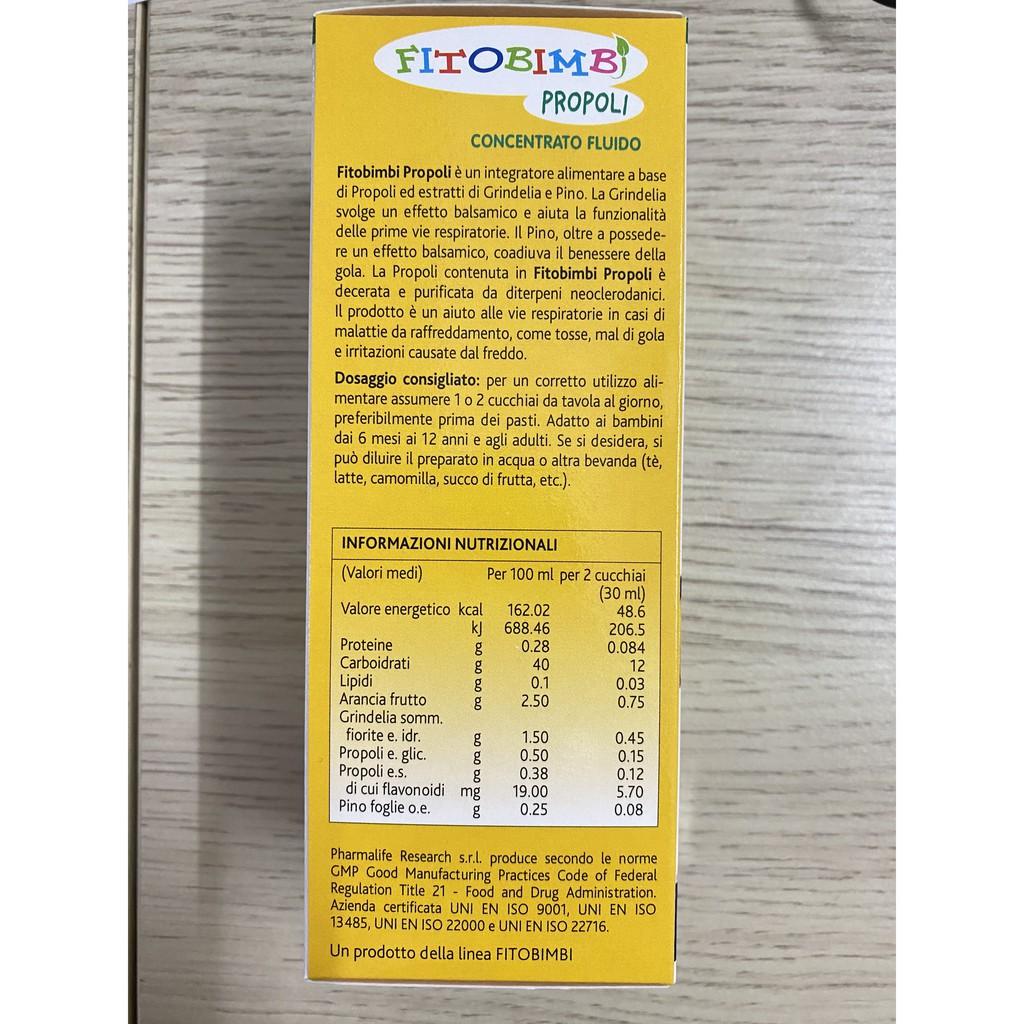 FITOBIMBI
PROPOLI
CONCENTRATO FLUIDO
Fitobimbi Propoli è un integratore alimentare a base
di Propoli ed estratti di Grindelia e Pino. La Grindelia
svolge un effetto balsamico e aiuta la funzionalità
delle prime vie respiratorie. Il Pino, oltre a possede-
re un effetto balsamico, coadiuva il benessere della
gola. La Propoli contenuta in Fitobimbi Propoli è
decerata e purificata da diterpeni neoclerodanici.
Il prodotto è un aiuto alle vie respiratorie in casi di
malattie da raffreddamento, come tosse, mal di gola
e irritazioni causate dal freddo.
Dosaggio consigliato: per un corretto utilizzo ali-
mentare assumere 1 o 2 cucchiai da tavola al giorno,
preferibilmente prima dei pasti. Adatto ai bambini
dai 6 mesi ai 12 anni e agli adulti. Se si desidera, si
può diluire il preparato in acqua o altra bevanda (tè,
latte, camomilla, succo di frutta, etc.).
INFORMAZIONI NUTRIZIONALI
(Valori medi) Per 100 ml per 2 cucchiai
(30 ml)
Valore energetico kcal 162.02 48.6
kJ 688.46 206.5
Proteine g 0.28 0.084
Carboidrati g 40 12
Lipidi g 0.1 0.03
Arancia frutto g 2.50 0.75
Grindelia somm.
fiorite e. idr. g 1.50 0.45
Propoli e. glic. g 0.50 0.15
Propoli e.s. g 0.38 0.12
di cui flavonoidi mg 19.00 5.70
Pino foglie o.e. g 0.25 0.08
Pharmalife Research s.r.l. produce secondo le norme
GMP Good Manufacturing Practices Code of Federal
Regulation Title 21 - Food and Drug Administration.
Azienda certificata UNI EN ISO 9001, UNI EN ISO
13485, UNI EN ISO 22000 e UNI EN ISO 22716.
Un prodotto della linea FITOBIMBI